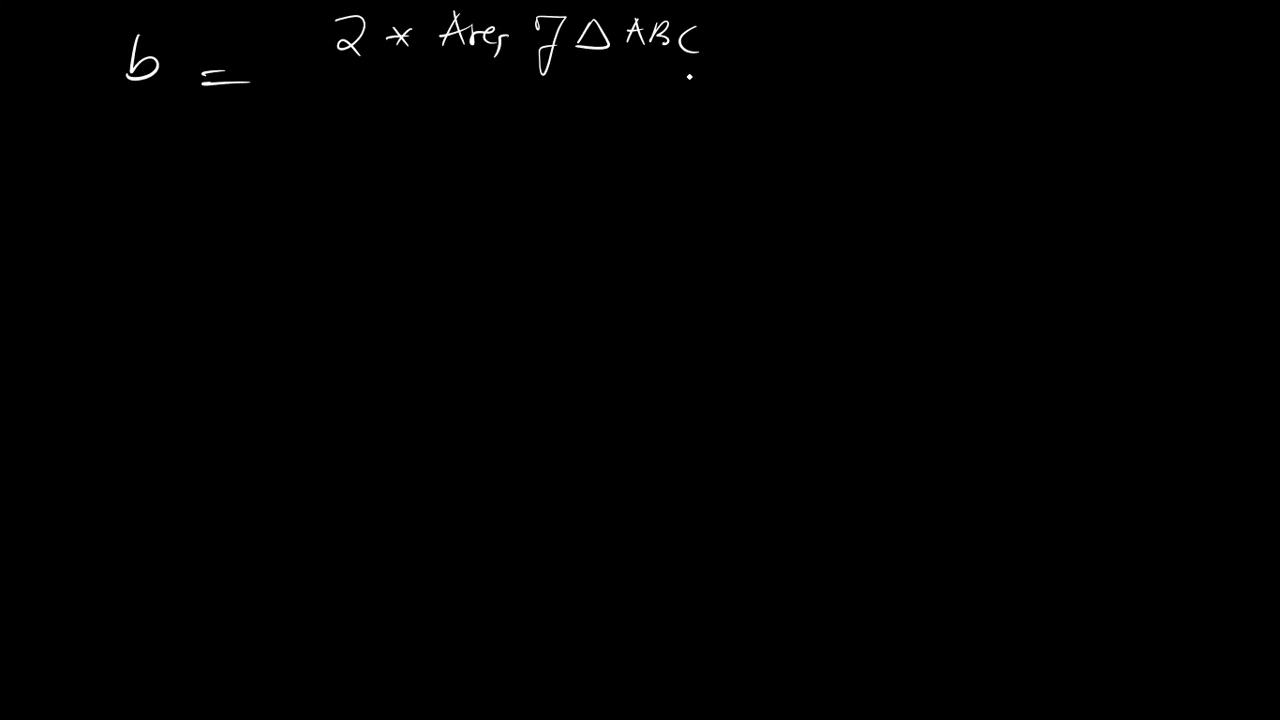 b = 2 * Area of △ ABC